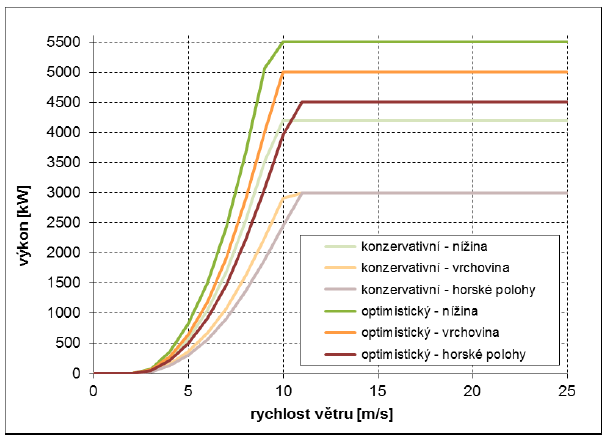 5500
5000
4500
4000
3500
3000
2500
2000
1500
1000
500
0
výkon [kW]
konzervativní - nížina
konzervativní - vrchovina
konzervativní - horské polohy
optimistický - nížina
optimistický - vrchovina
optimistický - horské polohy
0 5 10 15 20 25
rychlost větru [m/s]